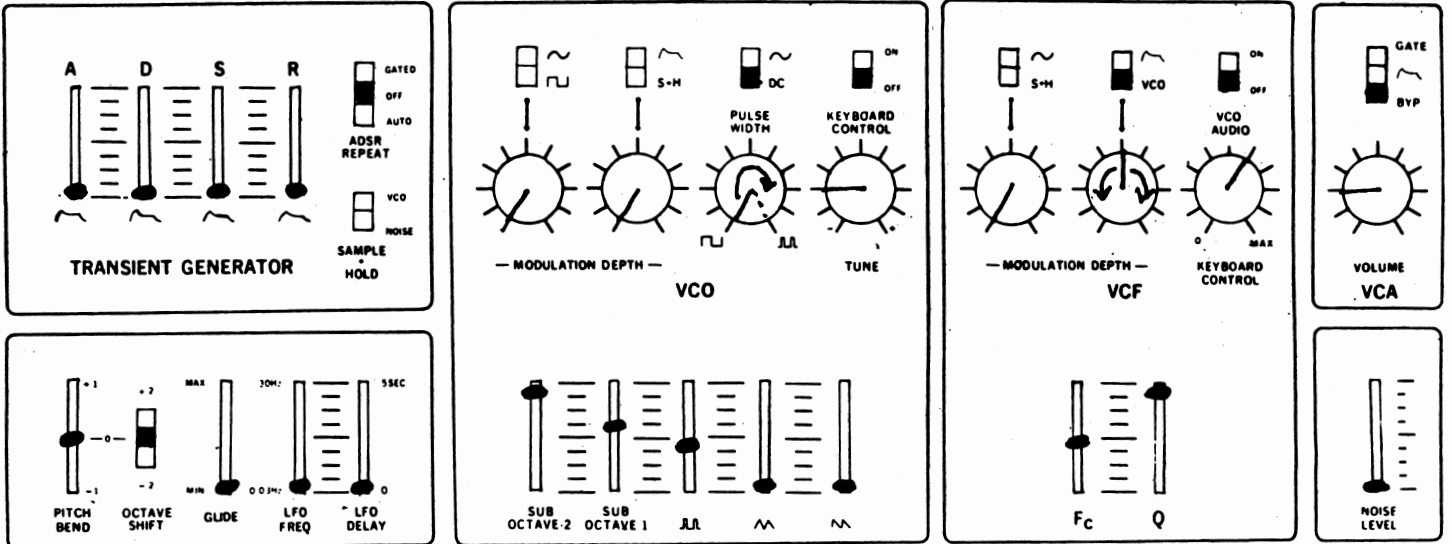 A D S R
GATED
OFF
AUTO
ADSR
REPEAT
VCO
NOISE
SAMPLE
+
HOLD
TRANSIENT GENERATOR
S+H
DC
ON
OFF
PULSE
WIDTH
KEYBOARD
CONTROL
— MODULATION DEPTH —
TUNE
VCO
S+H
VCO
ON
OFF
VCO
AUDIO
0
MAX
— MODULATION DEPTH —
KEYBOARD
CONTROL
VCF
GATE
BYP
VOLUME
VCA
+1
—0—
-1
PITCH
BEND
+2
-2
OCTAVE
SHIFT
MAX
MIN
GLIDE
30Hz
0.03Hz
LFO
FREQ
5SEC
0
LFO
DELAY
SUB
OCTAVE-2
SUB
OCTAVE 1
Fc
Q
NOISE
LEVEL